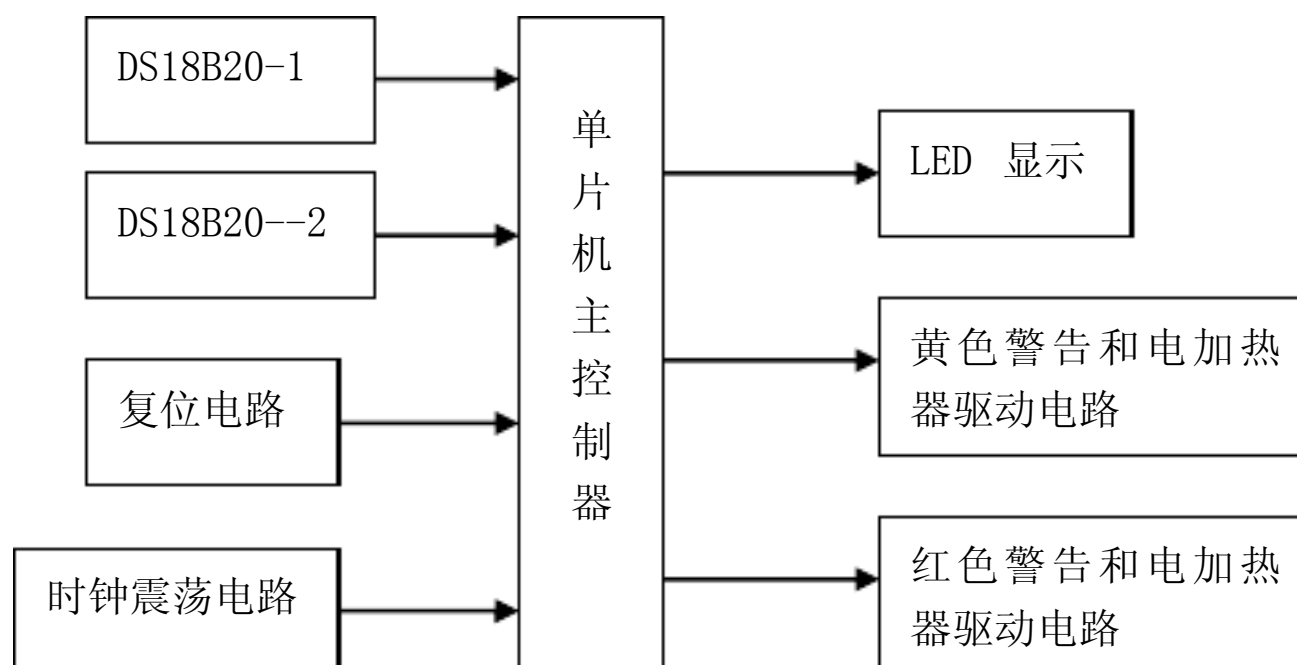 DS18B20-1
DS18B20--2
复位电路
时钟震荡电路
单
片
机
主
控
制
器
LED 显示
黄色警告和电加热
器驱动电路
红色警告和电加热
器驱动电路